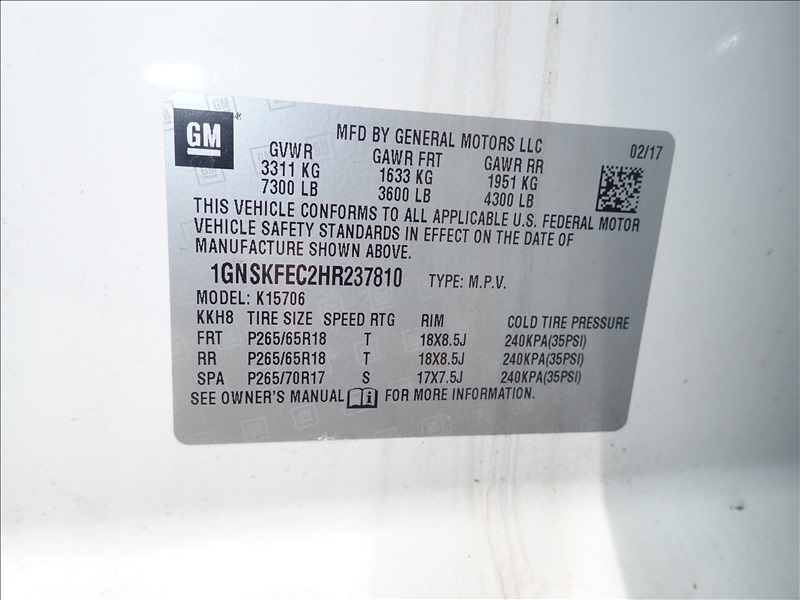 GM
MFD BY GENERAL MOTORS LLC 02/17
GVWR GAWR FRT GAWR RR
3311 KG 1633 KG 1951 KG
7300 LB 3600 LB 4300 LB
THIS VEHICLE CONFORMS TO ALL APPLICABLE U.S. FEDERAL MOTOR
VEHICLE SAFETY STANDARDS IN EFFECT ON THE DATE OF
MANUFACTURE SHOWN ABOVE.
1GNSKFEC2HR237810 TYPE: M.P.V.
MODEL: K15706
KKH8 TIRE SIZE SPEED RTG RIM COLD TIRE PRESSURE
FRT P265/65R18 T 18X8.5J 240KPA(35PSI)
RR P265/65R18 T 18X8.5J 240KPA(35PSI)
SPA P265/70R17 S 17X7.5J 240KPA(35PSI)
SEE OWNER'S MANUAL i FOR MORE INFORMATION.